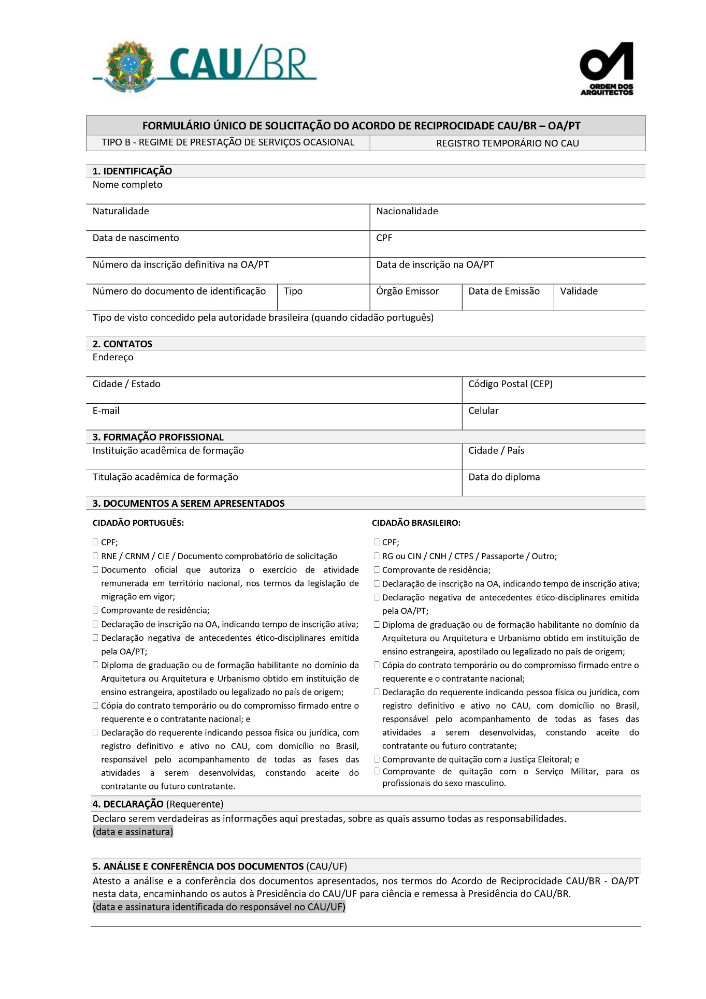 CAU/BR
OA
ORDEM DOS
ARQUITECTOS
FORMULÁRIO ÚNICO DE SOLICITAÇÃO DO ACORDO DE RECIPROCIDADE CAU/BR – OA/PT
TIPO B - REGIME DE PRESTAÇÃO DE SERVIÇOS OCASIONAL
REGISTRO TEMPORÁRIO NO CAU
1. IDENTIFICAÇÃO
Nome completo
Naturalidade
Nacionalidade
Data de nascimento
CPF
Número da inscrição definitiva na OA/PT
Data de inscrição na OA/PT
Número do documento de identificação
Tipo
Órgão Emissor
Data de Emissão
Validade
Tipo de visto concedido pela autoridade brasileira (quando cidadão português)
2. CONTATOS
Endereço
Cidade / Estado
Código Postal (CEP)
E-mail
Celular
3. FORMAÇÃO PROFISSIONAL
Instituição acadêmica de formação
Cidade / País
Titulação acadêmica de formação
Data do diploma
3. DOCUMENTOS A SEREM APRESENTADOS
CIDADÃO PORTUGUÊS:
☐ CPF;
☐ RNE / CRNM / CIE / Documento comprobatório de solicitação
☐ Documento oficial que autoriza o exercício de atividade
remunerada em território nacional, nos termos da legislação de
migração em vigor;
☐ Comprovante de residência;
☐ Declaração de inscrição na OA, indicando tempo de inscrição ativa;
☐ Declaração negativa de antecedentes ético-disciplinares emitida
pela OA/PT;
☐ Diploma de graduação ou de formação habilitante no domínio da
Arquitetura ou Arquitetura e Urbanismo obtido em instituição de
ensino estrangeira, apostilado ou legalizado no país de origem;
☐ Cópia do contrato temporário ou do compromisso firmado entre o
requerente e o contratante nacional; e
☐ Declaração do requerente indicando pessoa física ou jurídica, com
registro definitivo e ativo no CAU, com domicílio no Brasil,
responsável pelo acompanhamento de todas as fases das
atividades a serem desenvolvidas, constando aceite do
contratante ou futuro contratante.
CIDADÃO BRASILEIRO:
☐ CPF;
☐ RG ou CIN / CNH / CTPS / Passaporte / Outro;
☐ Comprovante de residência;
☐ Declaração de inscrição na OA, indicando tempo de inscrição ativa;
☐ Declaração negativa de antecedentes ético-disciplinares emitida
pela OA/PT;
☐ Diploma de graduação ou de formação habilitante no domínio da
Arquitetura ou Arquitetura e Urbanismo obtido em instituição de
ensino estrangeira, apostilado ou legalizado no país de origem;
☐ Cópia do contrato temporário ou do compromisso firmado entre o
requerente e o contratante nacional;
☐ Declaração do requerente indicando pessoa física ou jurídica, com
registro definitivo e ativo no CAU, com domicílio no Brasil,
responsável pelo acompanhamento de todas as fases das
atividades a serem desenvolvidas, constando aceite do
contratante ou futuro contratante;
☐ Comprovante de quitação com a Justiça Eleitoral; e
☐ Comprovante de quitação com o Serviço Militar, para os
profissionais do sexo masculino.
4. DECLARAÇÃO (Requerente)
Declaro serem verdadeiras as informações aqui prestadas, sobre as quais assumo todas as responsabilidades.
(data e assinatura)
5. ANÁLISE E CONFERÊNCIA DOS DOCUMENTOS (CAU/UF)
Atesto a análise e a conferência dos documentos apresentados, nos termos do Acordo de Reciprocidade CAU/BR - OA/PT
nesta data, encaminhando os autos à Presidência do CAU/UF para ciência e remessa à Presidência do CAU/BR.
(data e assinatura identificada do responsável no CAU/UF)